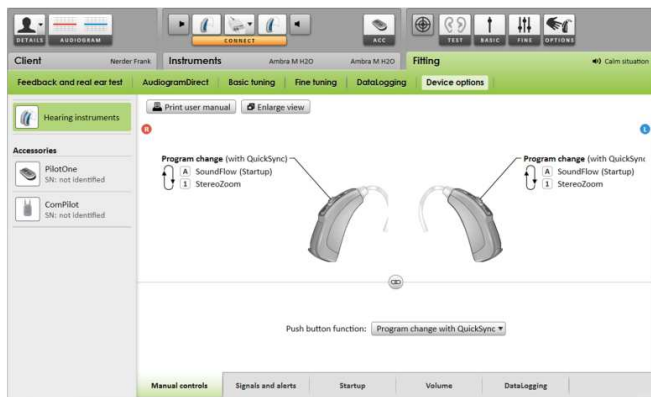 DETAILS AUDIOGRAM CONNECT ACC TEST BASIC FINE OPTIONS
Client Nerder Frank Instruments Ambra M H2O Ambra M H2O Fitting Calm situation
Feedback and real ear test AudiogramDirect Basic tuning Fine tuning DataLogging Device options
Print user manual Enlarge view
Hearing instruments
R L
Accessories
PilotOne
SN: not identified
ComPilot
SN: not identified
Program change (with QuickSync)
A SoundFlow (Startup)
1 StereoZoom
Program change (with QuickSync
A SoundFlow (Startup)
1 StereoZoom
Push button function: Program change with QuickSync
Manual controls Signals and alerts Startup Volume DataLogging